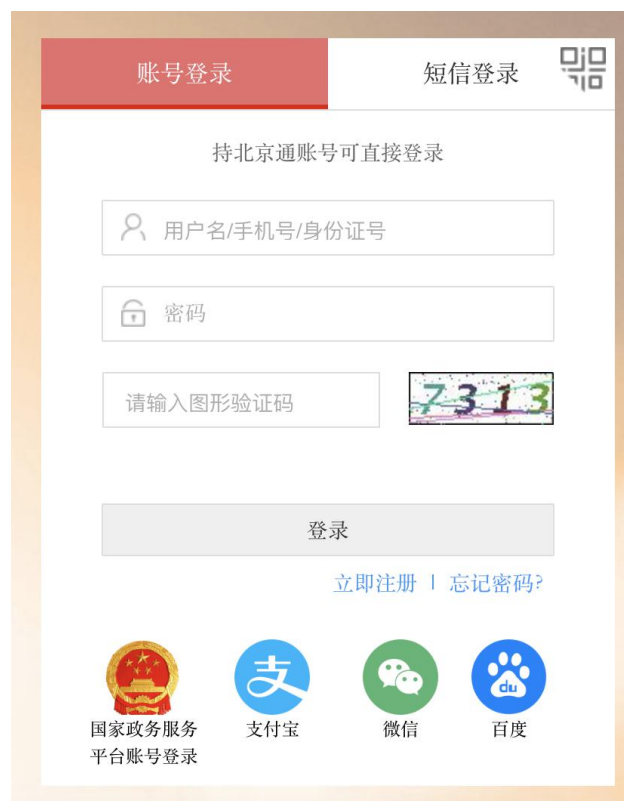 账号登录 短信登录
持北京通账号可直接登录
用户名/手机号/身份证号
密码
请输入图形验证码 7313
登录
立即注册 | 忘记密码?
支
du
国家政务服务 支付宝 微信 百度
平台账号登录